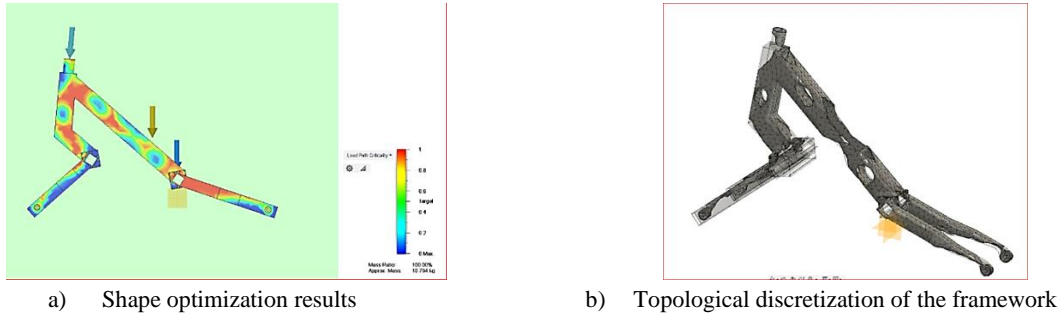 Load Path Criticality
1
0.8
0.6
Target
0.4
0.2
0 Max.
Mass Ratio: 100.00%
Approx. Mass: 10.794 kg
a) Shape optimization results
b) Topological discretization of the framework